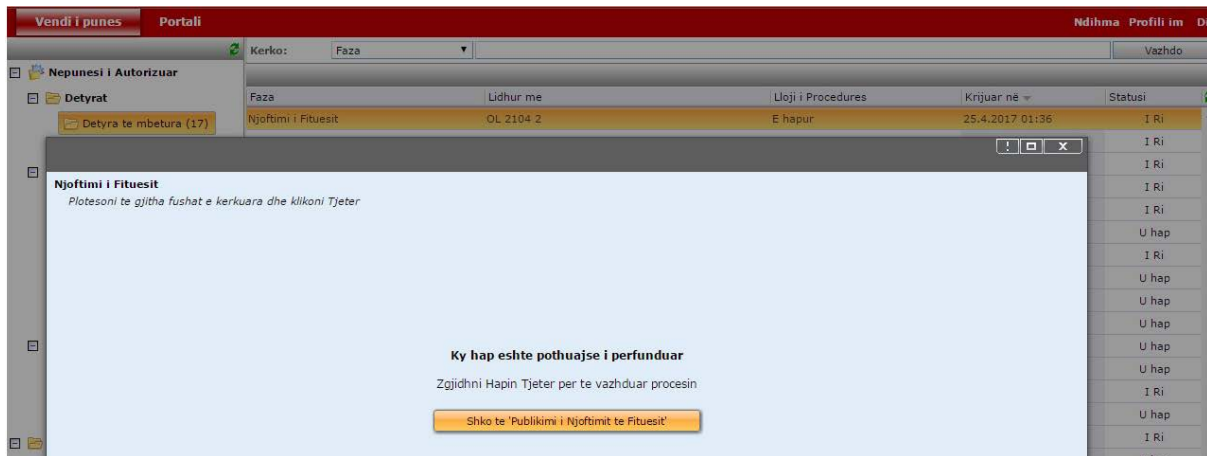 Vendi i punes Portali Ndihma Profili im
Kerko: Faza Vazhdo
Nepunesi i Autorizuar
Detyrat Faza Lidhur me Lloji i Procedures Krijuar në Statusi
Detyra te mbetura (17) Njoftimi i Fituesit OL 2104 2 E hapur 25.4.2017 01:36 I Ri
! X I Ri
I Ri
Njoftimi i Fituesit I Ri
Plotesoni te gjitha fushat e kerkuara dhe klikoni Tjeter I Ri
U hap
I Ri
U hap
U hap
U hap
Ky hap eshte pothuajse i perfunduar U hap
Zgjidhni Hapin Tjeter per te vazhduar procesin U hap
I Ri
Shko te 'Publikimi i Njoftimit te Fituesit' U hap
I Ri